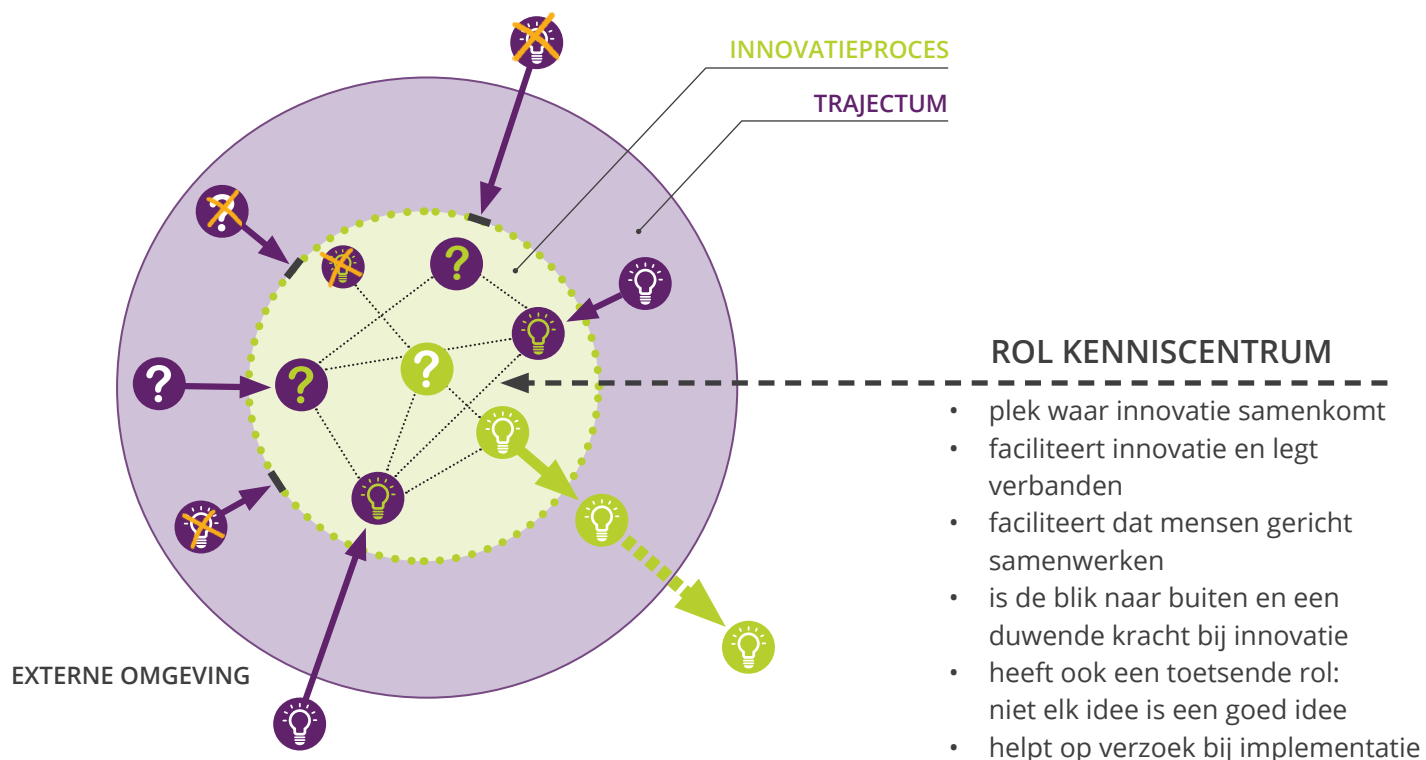 INNOVATIEPROCES
TRAJECTUM
EXTERNE OMGEVING
ROL KENNISCENTRUM
• plek waar innovatie samenkomt
• faciliteert innovatie en legt
verbanden
• faciliteert dat mensen gericht
samenwerken
• is de blik naar buiten en een
duwende kracht bij innovatie
• heeft ook een toetsende rol:
niet elk idee is een goed idee
• helpt op verzoek bij implementatie